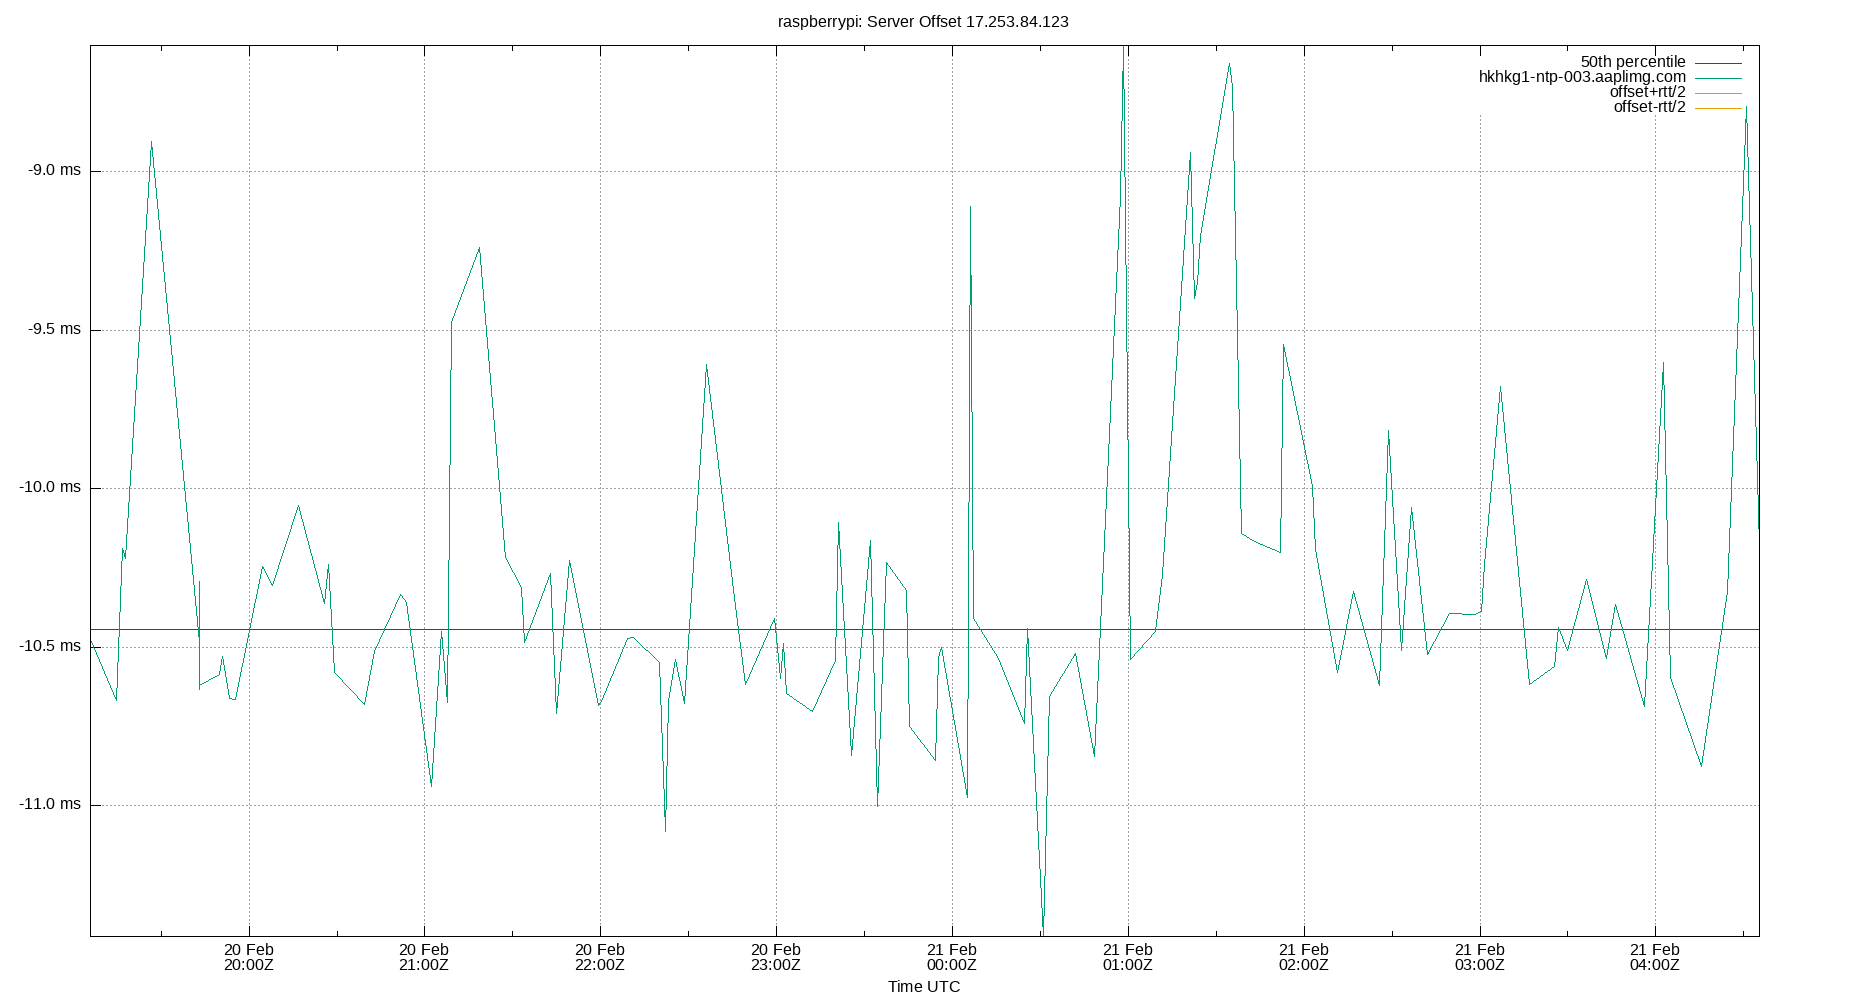 raspberrypi: Server Offset 17.253.84.123
50th percentile
hkhkg1-ntp-003.aaplimg.com
offset+rtt/2
offset-rtt/2
-9.0 ms
-9.5 ms
-10.0 ms
-10.5 ms
-11.0 ms
20 Feb 20 Feb 20 Feb 20 Feb 21 Feb 21 Feb 21 Feb 21 Feb 21 Feb
20:00Z 21:00Z 22:00Z 23:00Z 00:00Z 01:00Z 02:00Z 03:00Z 04:00Z
Time UTC